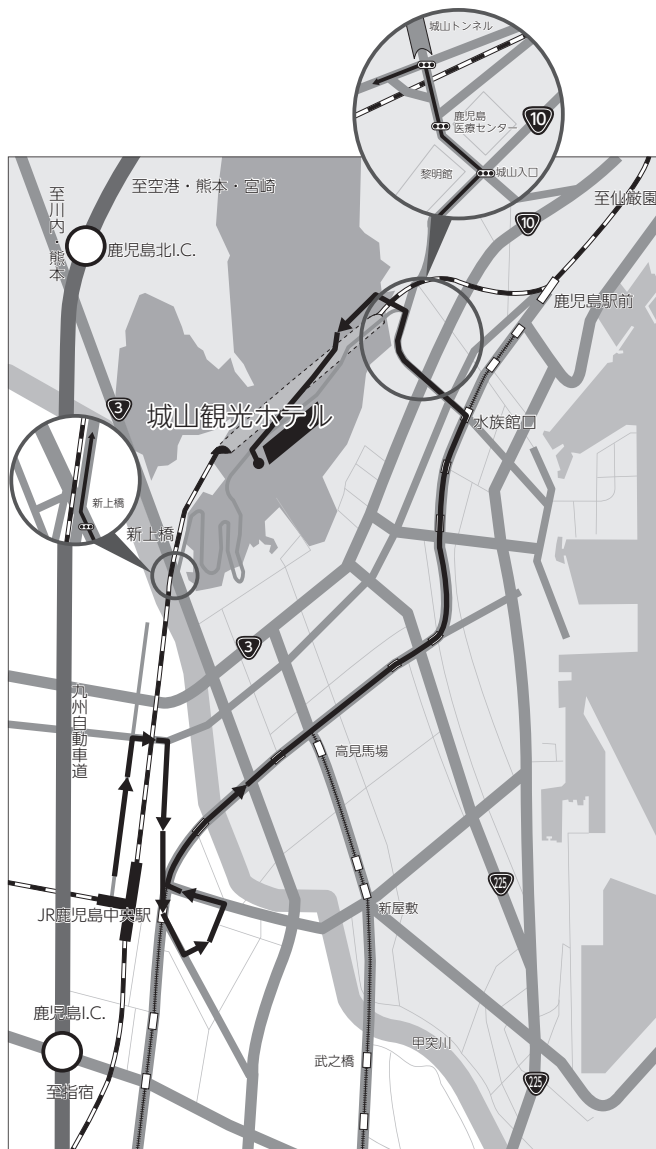 城山トンネル
鹿児島
医療センター
10
黎明館
城山入口
至空港・熊本・宮崎
至川内・熊本
鹿児島北I.C.
10
至仙厳園
鹿児島駅前
3
城山観光ホテル
水族館口
新上橋
新上橋
3
九州自動車道
高見馬場
225
JR鹿児島中央駅
新屋敷
鹿児島I.C.
甲突川
武之橋
225
至指宿